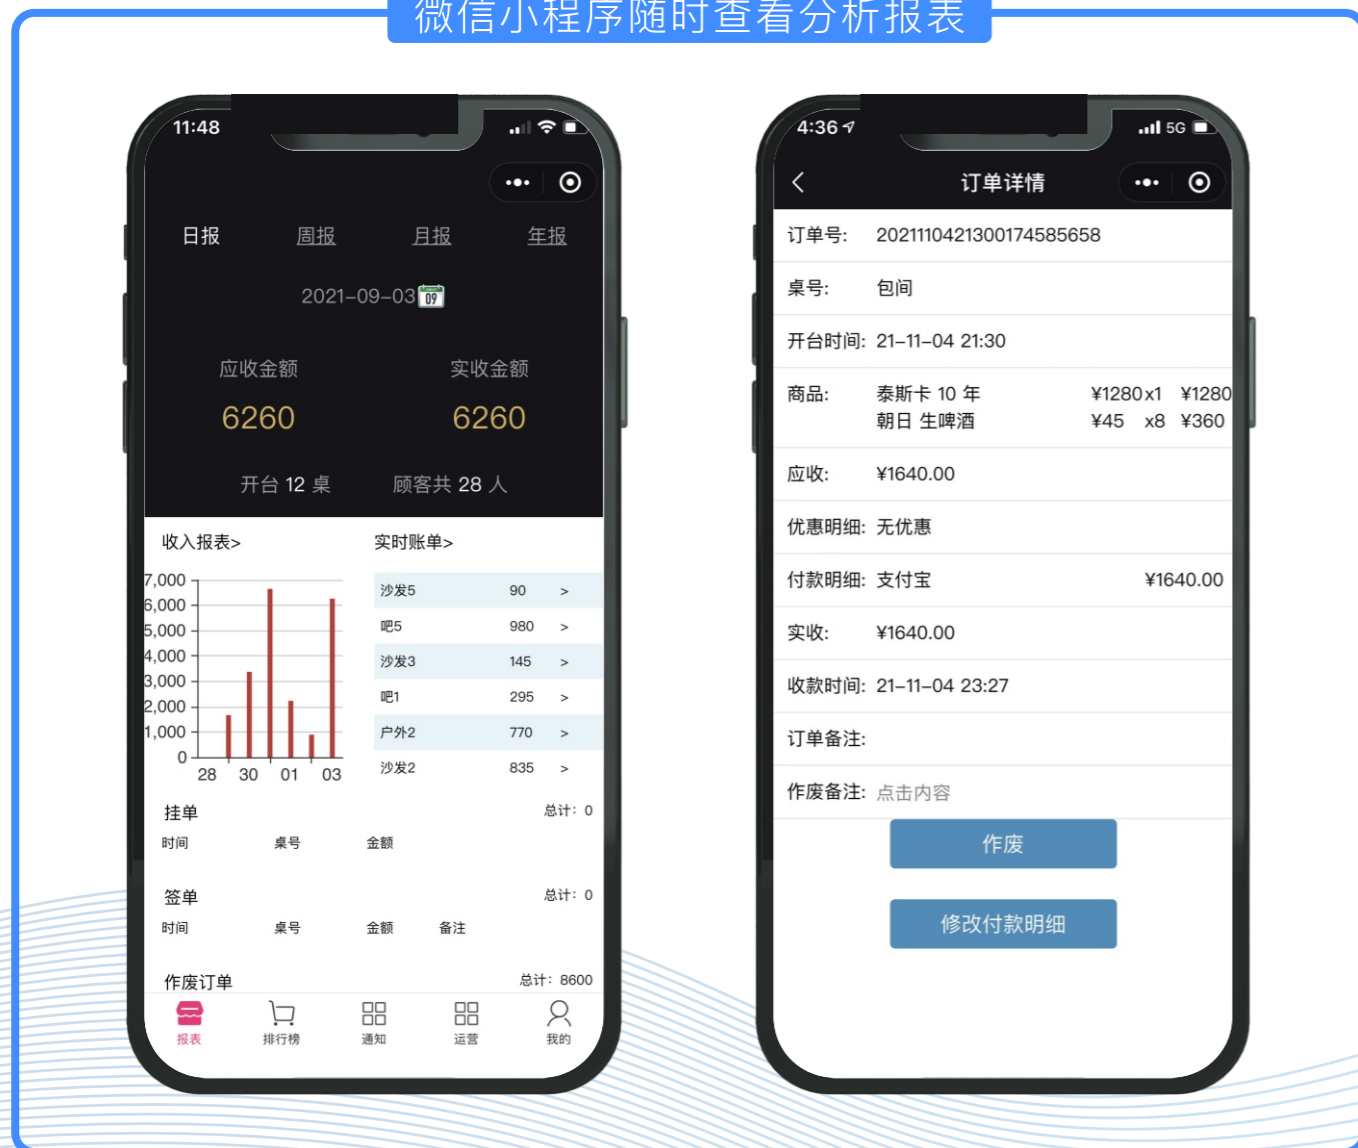 微信小程序随时查看分析报表
11:48
日报 周报 月报 年报
2021-09-03 09
应收金额 实收金额
6260 6260
开台 12 桌 顾客共 28 人
收入报表> 实时账单>
7,000
6,000
5,000
4,000
3,000
2,000
1,000
0
28 30 01 03
沙发5 90 >
吧5 980 >
沙发3 145 >
吧1 295 >
户外2 770 >
沙发2 835 >
挂单 总计: 0
时间 桌号 金额
签单 总计: 0
时间 桌号 金额 备注
作废订单 总计: 8600
报表 排行榜 通知 运营 我的
4:36 5G
订单详情
订单号: 2021110421300174585658
桌号: 包间
开台时间: 21-11-04 21:30
商品: 泰斯卡 10 年 ¥1280x1 ¥1280
朝日 生啤酒 ¥45 x8 ¥360
应收: ¥1640.00
优惠明细: 无优惠
付款明细: 支付宝 ¥1640.00
实收: ¥1640.00
收款时间: 21-11-04 23:27
订单备注:
作废备注: 点击内容
作废
修改付款明细